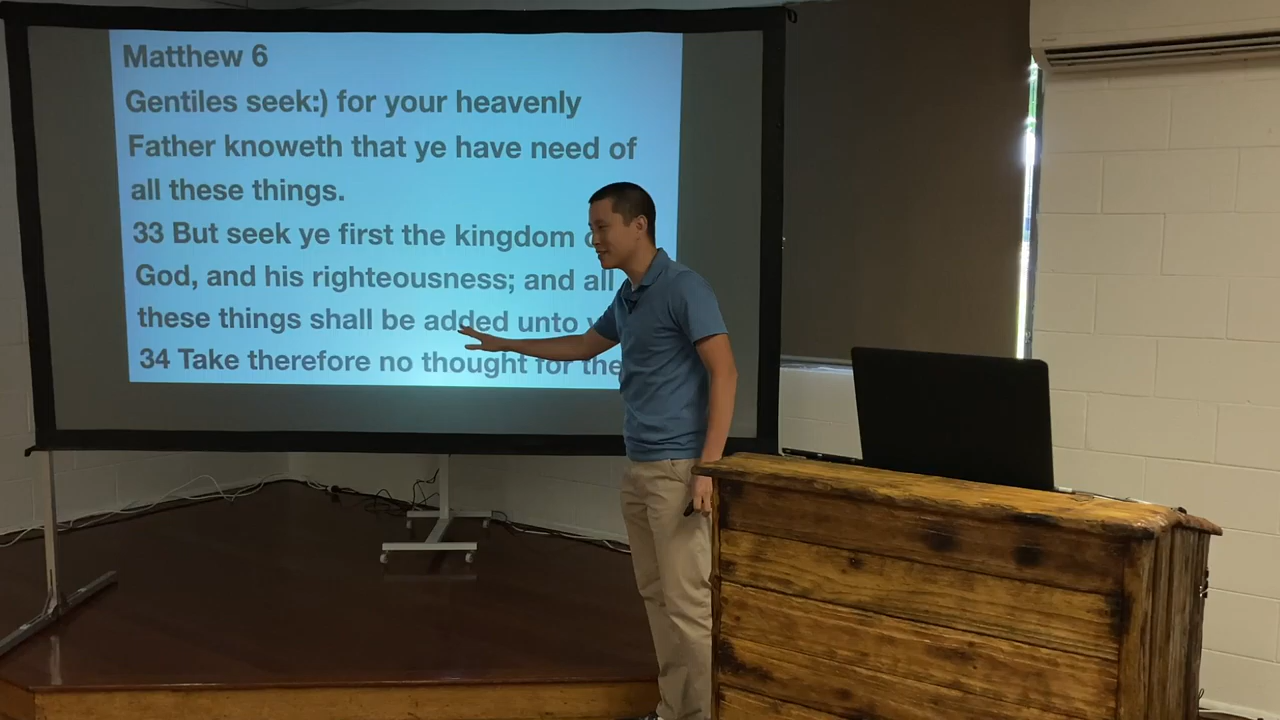 Matthew 6
Gentiles seek:) for your heavenly
Father knoweth that ye have need of
all these things.
33 But seek ye first the kingdom
God, and his righteousness; and all
these things shall be added unto
34 Take therefore no thought for the